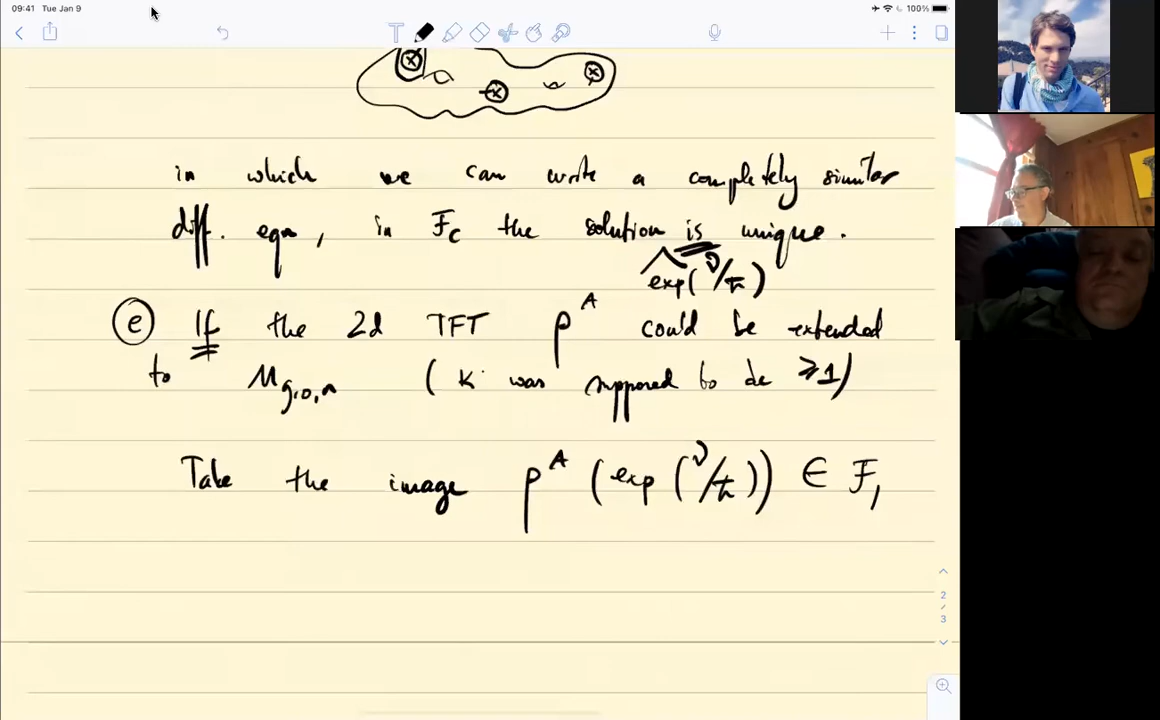 09:41 Tue Jan 9
100%
in which we can write a completely similar
diff. eqn, in F_c the solution is unique.
exp(ν/ħ)
ⓔ If the 2d TFT ρ^A could be extended
to M_{g,0,n} ( K was supposed to be ⩾1)
Take the image ρ^A (exp (ν/ħ)) ∈ F,
2
/
3